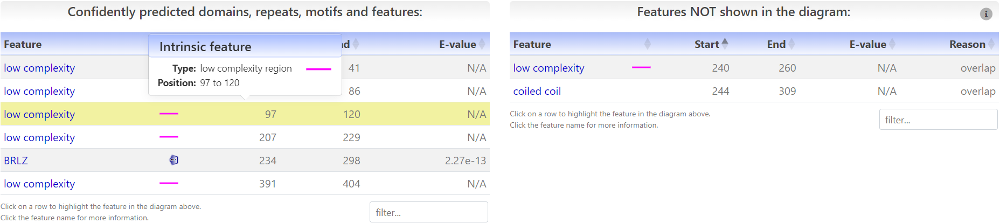 Confidently predicted domains, repeats, motifs and features:
Feature nd E-value
Intrinsic feature
Type: low complexity region
Position: 97 to 120
low complexity 41 N/A
low complexity 86 N/A
low complexity 97 120 N/A
low complexity 207 229 N/A
BRLZ 234 298 2.27e-13
low complexity 391 404 N/A
Click on a row to highlight the feature in the diagram above.
Click the feature name for more information.
filter...
Features NOT shown in the diagram:
i
Feature Start End E-value Reason
low complexity 240 260 N/A overlap
coiled coil 244 309 N/A overlap
Click on a row to highlight the feature in the diagram above.
Click the feature name for more information.
filter...